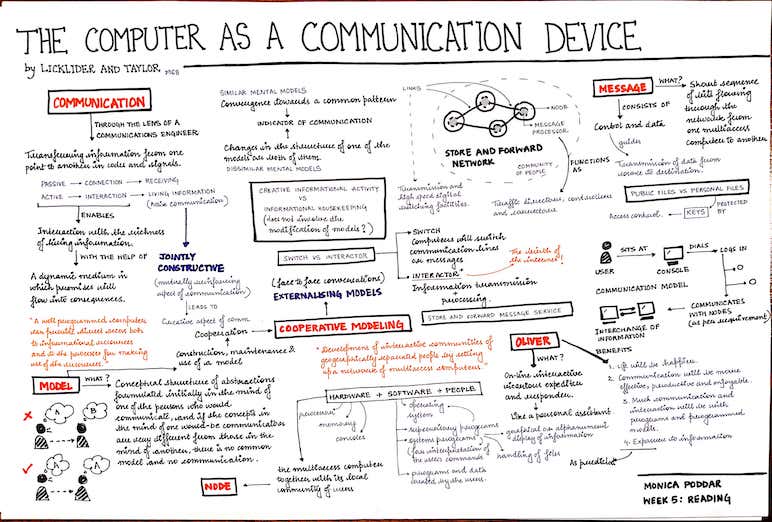 THE COMPUTER AS A COMMUNICATION DEVICE
by LICKLIDER AND TAYLOR 1968
COMMUNICATION
THROUGH THE LENS OF A
COMMUNICATIONS ENGINEER
Transferring information from one
point to another in codes and signals.
PASSIVE CONNECTION RECEIVING
ACTIVE INTERACTION LIVING INFORMATION
(main communication)
ENABLES
Interaction with the richness
of living information.
WITH THE HELP OF
A dynamic medium in
which premises will
flow into consequences.
"A well programmed computer
can provide direct access both
to informational resources
and to the processes for making
use of the resources."
SIMILAR MENTAL MODELS
Convergence towards a common pattern
INDICATOR OF COMMUNICATION
Changes in the structure of one of the
models or both of them.
DISSIMILAR MENTAL MODELS
CREATIVE INFORMATIONAL ACTIVITY
VS
INFORMATIONAL HOUSEKEEPING
(does not involve the
modification of models?)
JOINTLY
CONSTRUCTIVE
(mutually reinforcing
aspect of communication)
LEADS TO
Creative aspect of comm.
Cooperation
Construction, maintenance &
use of a model
SWITCH VS INTERACTOR
(face to face conversations)
EXTERNALISING MODELS
COOPERATIVE MODELING
SWITCH
Computers will switch
communication lines
or messages
INTERACTOR
Information transmission
+ processing.
The rebirth of
the internet!
LINKS
NODE
MESSAGE
PROCESSOR.
STORE AND FORWARD
NETWORK
COMMUNITY
OF PEOPLE.
FUNCTIONS
AS
Transmission and
high speed digital
switching facilities.
Traffic directors, controllers
and correctors
MESSAGE
WHAT?
Short sequence
of bits flowing
through the
network from
one multiaccess
computer to another
CONSISTS
OF
Control and data
guides
Transmission of data from
source to destination.
PUBLIC FILES VS PERSONAL FILES
Access control.
KEYS
PROTECTED
BY
SITS AT
DIALS
LOGS IN
USER
CONSOLE
COMMUNICATION MODEL
COMMUNICATES
WITH NODES
(as per requirement)
INTERCHANGE OF
INFORMATION
BENEFITS
1. Life will be happier.
2. Communication will be more
effective, productive and enjoyable.
3. Much communication and
interaction will be with
programs and programmed
models.
4. Exposure to information
As predicted
STORE AND FORWARD MESSAGE SERVICE
"Development of interactive communities of
geographically separated people by setting
up a network of multiaccess computers."
OLIVER
WHAT?
On-line interactive
vicarious expediter
and responder.
Like a personal assistant
MODEL
WHAT?
Conceptual structure of abstractions
formulated initially in the mind of
one of the persons who would
communicate, and if the concepts in
the mind of one would-be communicator
are very different from those in the
mind of another, there is no common
model and no communication.
A
B
A
A
HARDWARE + SOFTWARE + PEOPLE
processor
memory
consoles
operating
system
supervisory programs
system programs
(for interpretation of
the user commands
graphical or alphanumeric
display of information
handling of files
programs and data
created by the users.
NODE
the multiaccess computer
together with its local
community of users
MONICA PODDAR
WEEK 5: READING